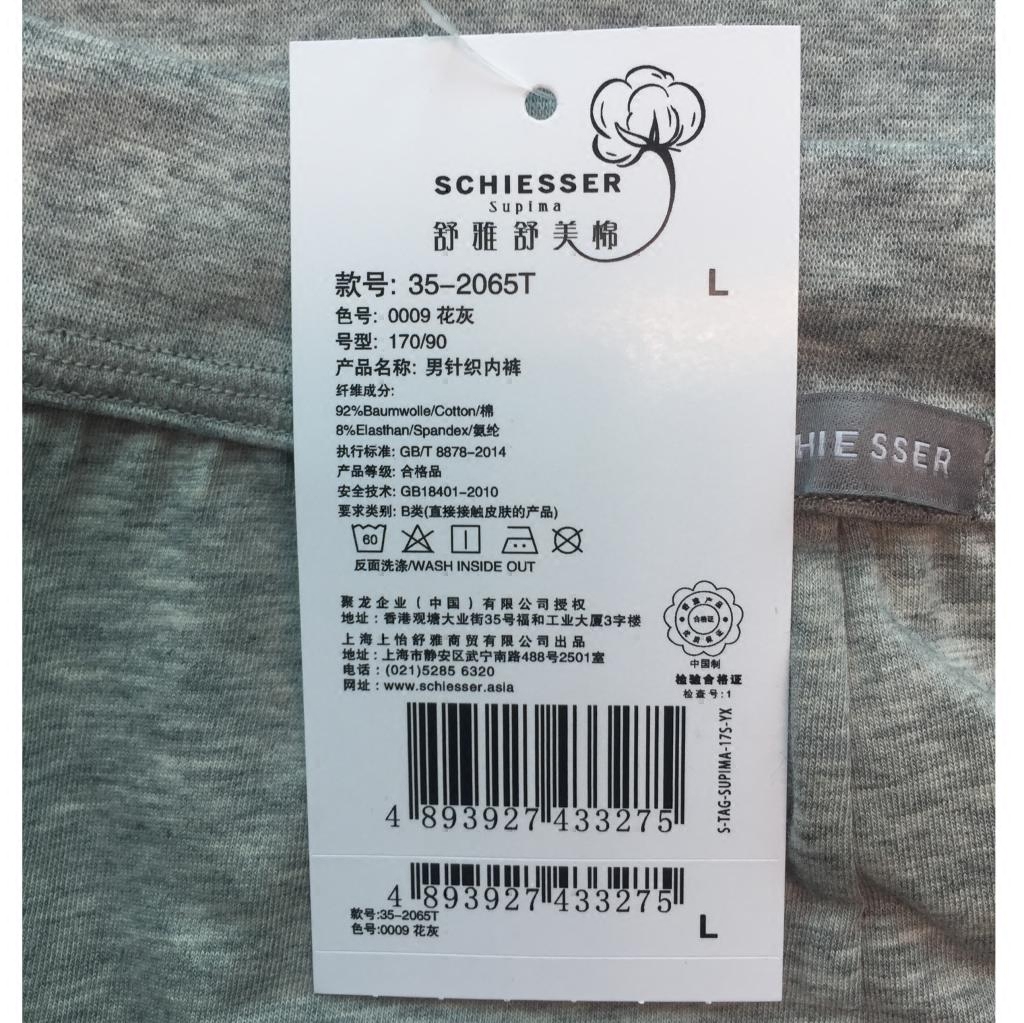 SCHIESSER
Supima
舒雅舒美棉
款号: 35-2065T
L
色号: 0009 花灰
号型: 170/90
产品名称: 男针织内裤
纤维成分:
92%Baumwolle/Cotton/棉
8%Elasthan/Spandex/氨纶
执行标准: GB/T 8878-2014
产品等级: 合格品
安全技术: GB18401-2010
要求类别: B类(直接接触皮肤的产品)
60
反面洗涤/WASH INSIDE OUT
聚龙企业(中国)有限公司授权
地址:香港观塘大业街35号福和工业大厦3字楼
上海上怡舒雅商贸有限公司出品
地址:上海市静安区武宁南路488号2501室
电话:(021)5285 6320
网址:www.schiesser.asia
合格证
中国制
检验合格证
检查号:1
S-TAG-SUPIMA-17S-YX
4 893927 433275
4 893927 433275
款号:35-2065T
色号:0009 花灰
L
HIESSER